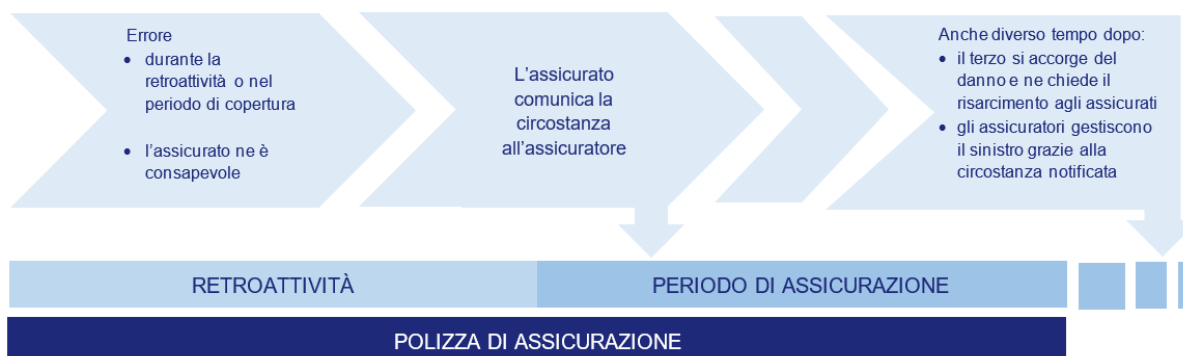 Errore
• durante la
retroattività o nel
periodo di copertura
• l'assicurato ne è
consapevole
L'assicurato
comunica la
circostanza
all'assicuratore
Anche diverso tempo dopo:
• il terzo si accorge del
danno e ne chiede il
risarcimento agli assicurati
• gli assicuratori gestiscono
il sinistro grazie alla
circostanza notificata
RETROATTIVITÀ
PERIODO DI ASSICURAZIONE
POLIZZA DI ASSICURAZIONE